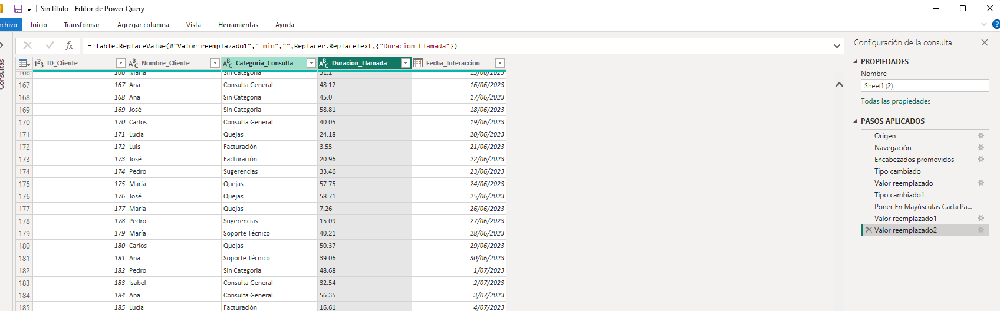 Sin título - Editor de Power Query
rchivo Inicio Transformar Agregar columna Vista Herramientas Ayuda
fx = Table.ReplaceValue(#"Valor reemplazado1"," min","",Replacer.ReplaceText,{"Duracion_Llamada"})
Consultas
123 ID_Cliente ABC Nombre_Cliente ABC Categoria_Consulta ABC Duracion_Llamada Fecha_Interaccion
166 166 María Sin Categoria 51.2 15/06/2023
167 167 Ana Consulta General 48.12 16/06/2023
168 168 Ana Sin Categoria 45.0 17/06/2023
169 169 José Sin Categoria 58.81 18/06/2023
170 170 Carlos Consulta General 40.05 19/06/2023
171 171 Lucía Quejas 24.18 20/06/2023
172 172 Luis Facturación 3.55 21/06/2023
173 173 José Facturación 20.96 22/06/2023
174 174 Pedro Sugerencias 33.46 23/06/2023
175 175 María Quejas 57.75 24/06/2023
176 176 José Quejas 58.71 25/06/2023
177 177 María Quejas 7.26 26/06/2023
178 178 Pedro Sugerencias 15.09 27/06/2023
179 179 María Soporte Técnico 40.21 28/06/2023
180 180 Carlos Quejas 50.37 29/06/2023
181 181 Ana Soporte Técnico 39.06 30/06/2023
182 182 Pedro Sin Categoria 48.68 1/07/2023
183 183 Isabel Consulta General 32.54 2/07/2023
184 184 Ana Consulta General 56.35 3/07/2023
185 185 Lucía Facturación 16.61 4/07/2023
Configuración de la consulta
PROPIEDADES
Nombre
Sheet1 (2)
Todas las propiedades
PASOS APLICADOS
Origen
Navegación
Encabezados promovidos
Tipo cambiado
Valor reemplazado
Tipo cambiado1
Poner En Mayúsculas Cada Pa...
Valor reemplazado1
Valor reemplazado2